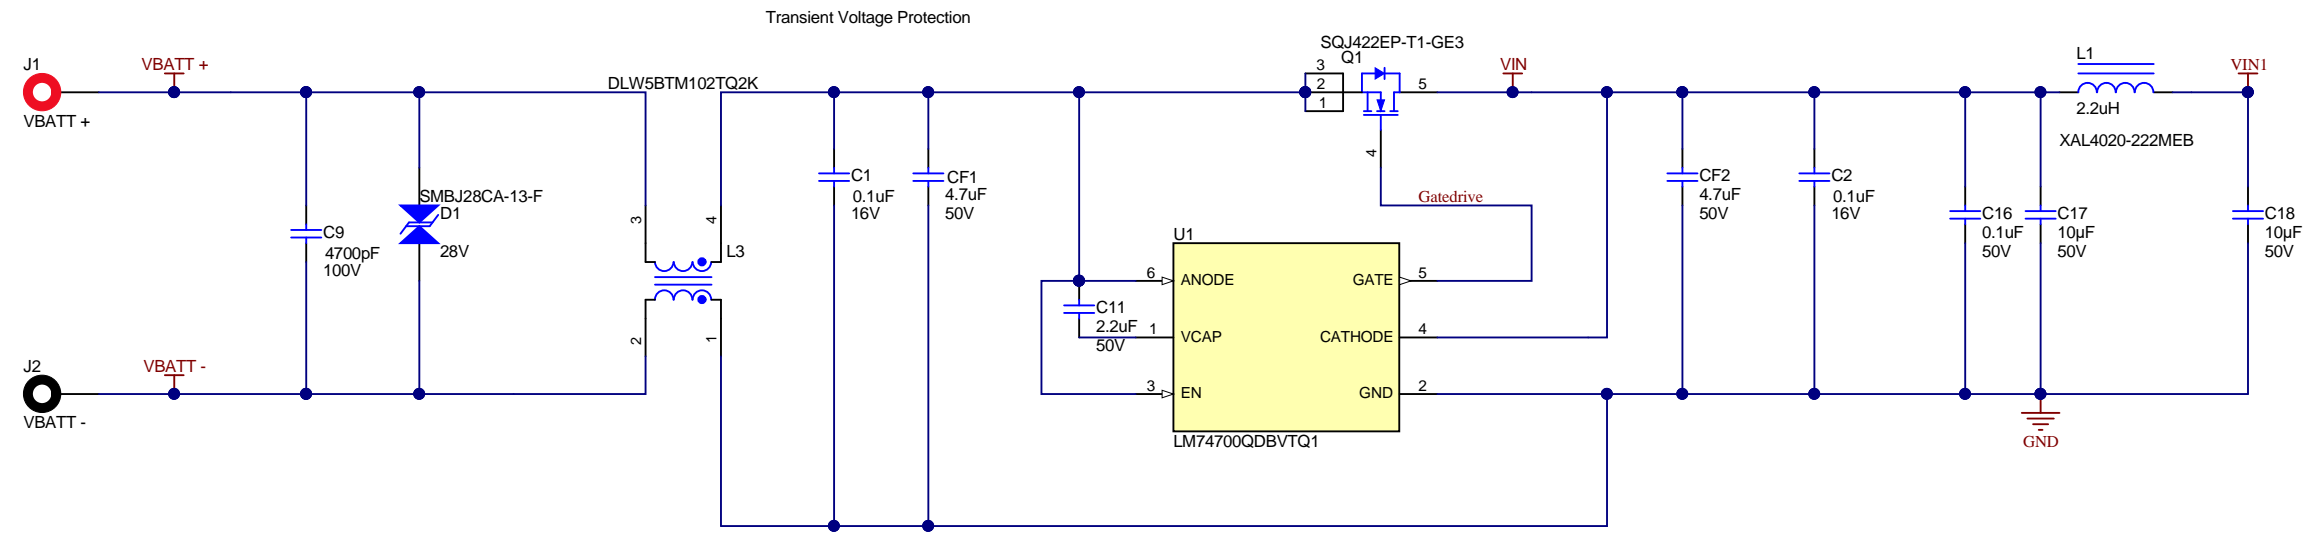 Transient Voltage Protection
J1
VBATT +
VBATT +
J2
VBATT -
VBATT -
C9
4700pF
100V
SMBJ28CA-13-F
D1
28V
DLW5BTM102TQ2K
3
4
L3
2
1
C1
0.1uF
16V
CF1
4.7uF
50V
SQJ422EP-T1-GE3
Q1
3
2
1
5
4
Gatedrive
VIN
U1
6
ANODE
GATE
5
C11
2.2uF
50V
1
VCAP
CATHODE
4
3
EN
GND
2
LM74700QDBVTQ1
CF2
4.7uF
50V
C2
0.1uF
16V
C16
0.1uF
50V
C17
10µF
50V
L1
2.2uH
XAL4020-222MEB
VIN1
C18
10µF
50V
GND